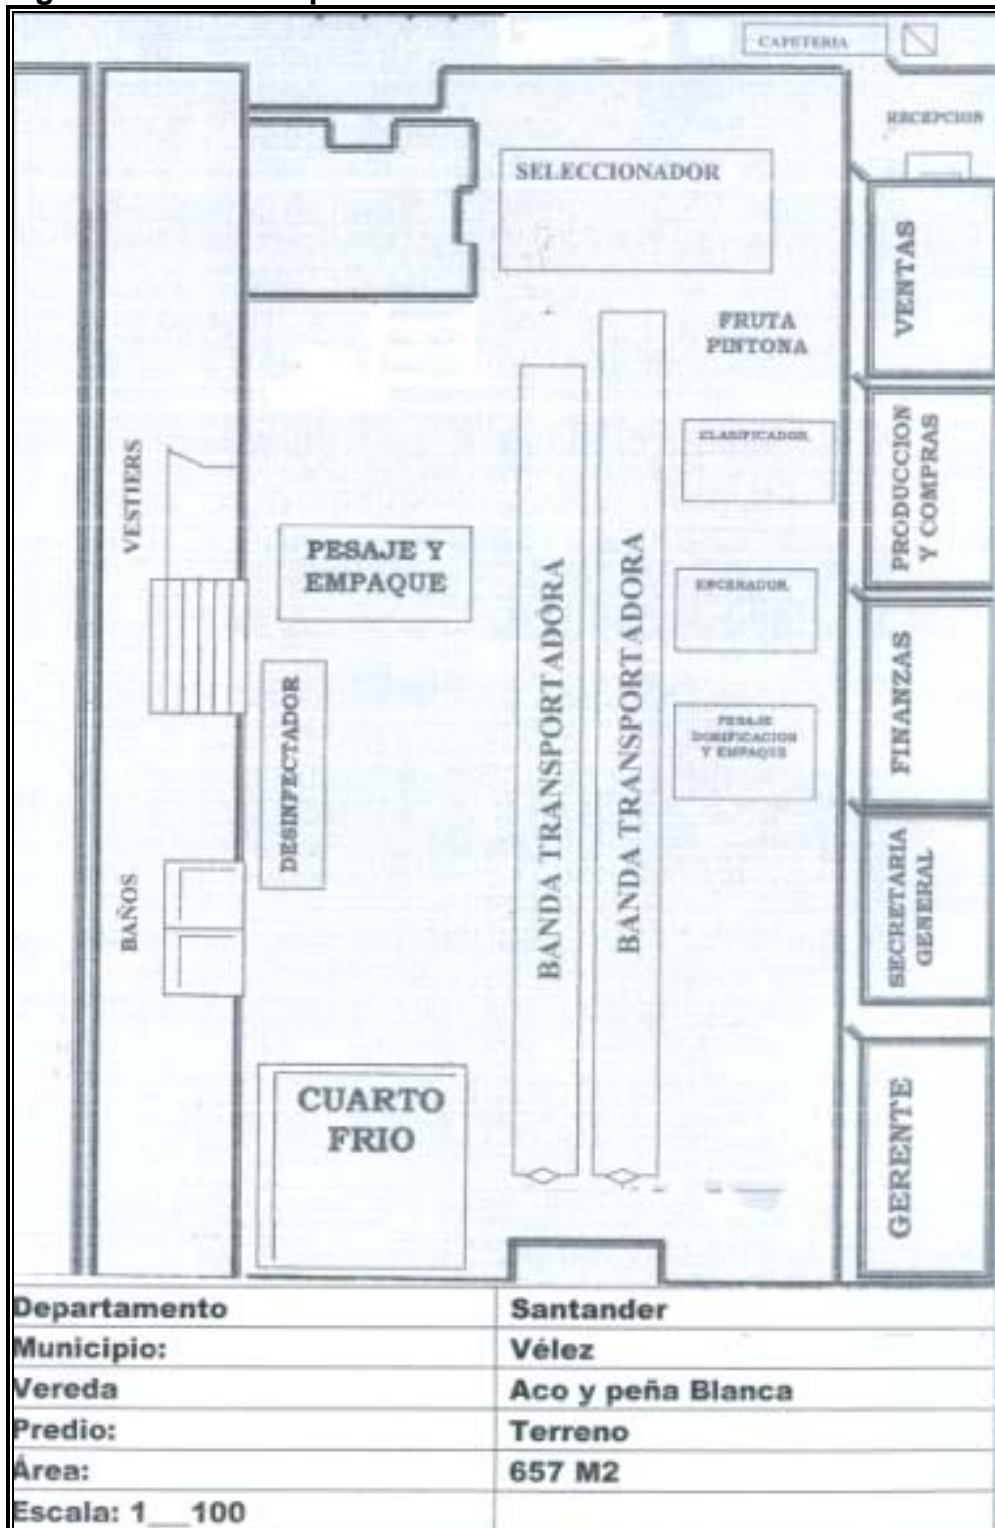 CAFETERIA
RECEPCION
SELECCIONADOR
VENTAS
FRUTA
PINTONA
CLASIFICADOR
PRODUCCION
Y COMPRAS
VESTIERS
PESAJE Y
EMPAQUE
BANDA TRANSPORTADORA
BANDA TRANSPORTADORA
ENCERADOR
FINANZAS
DESINFECTADOR
PESAJE
DOSIFICACION
Y EMPAQUE
BAÑOS
SECRETARIA
GENERAL
CUARTO
FRIO
GERENTE
Departamento Santander
Municipio: Vélez
Vereda Aco y peña Blanca
Predio: Terreno
Área: 657 M2
Escala: 1___100